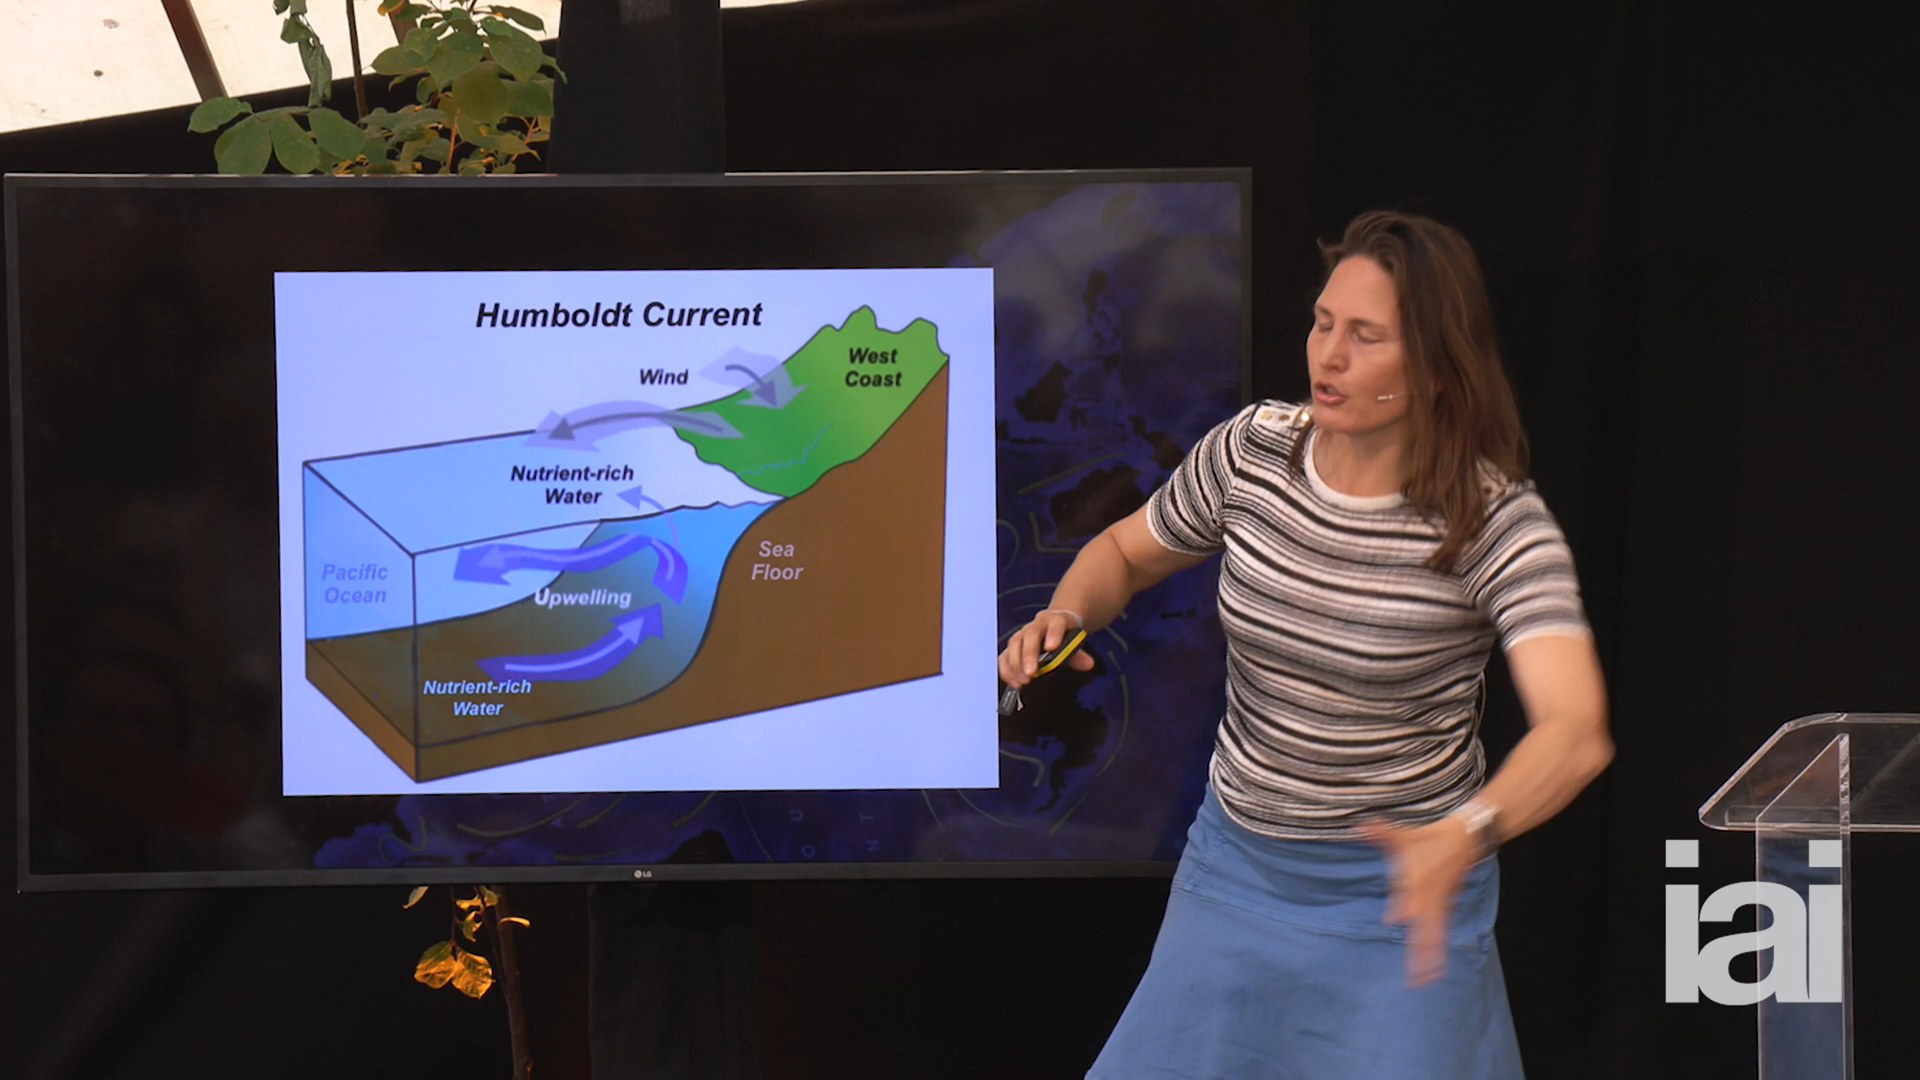 Humboldt Current
West
Coast
Wind
Nutrient-rich
Water
Sea
Floor
Pacific
Ocean
Upwelling
Nutrient-rich
Water
LG
iai